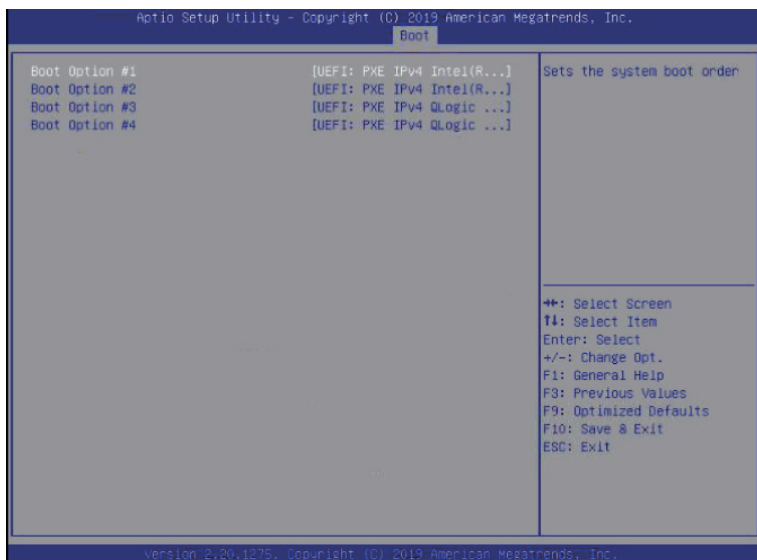 Aptio Setup Utility - Copyright (C) 2019 American Megatrends, Inc.
Boot
Boot Option #1 [UEFI: PXE IPv4 Intel(R...]
Boot Option #2 [UEFI: PXE IPv4 Intel(R...]
Boot Option #3 [UEFI: PXE IPv4 QLogic ...]
Boot Option #4 [UEFI: PXE IPv4 QLogic ...]
Sets the system boot order
→←: Select Screen
↑↓: Select Item
Enter: Select
+/-: Change Opt.
F1: General Help
F3: Previous Values
F9: Optimized Defaults
F10: Save & Exit
ESC: Exit
Version 2.20.1275. Copyright (C) 2019 American Megatrends, Inc.